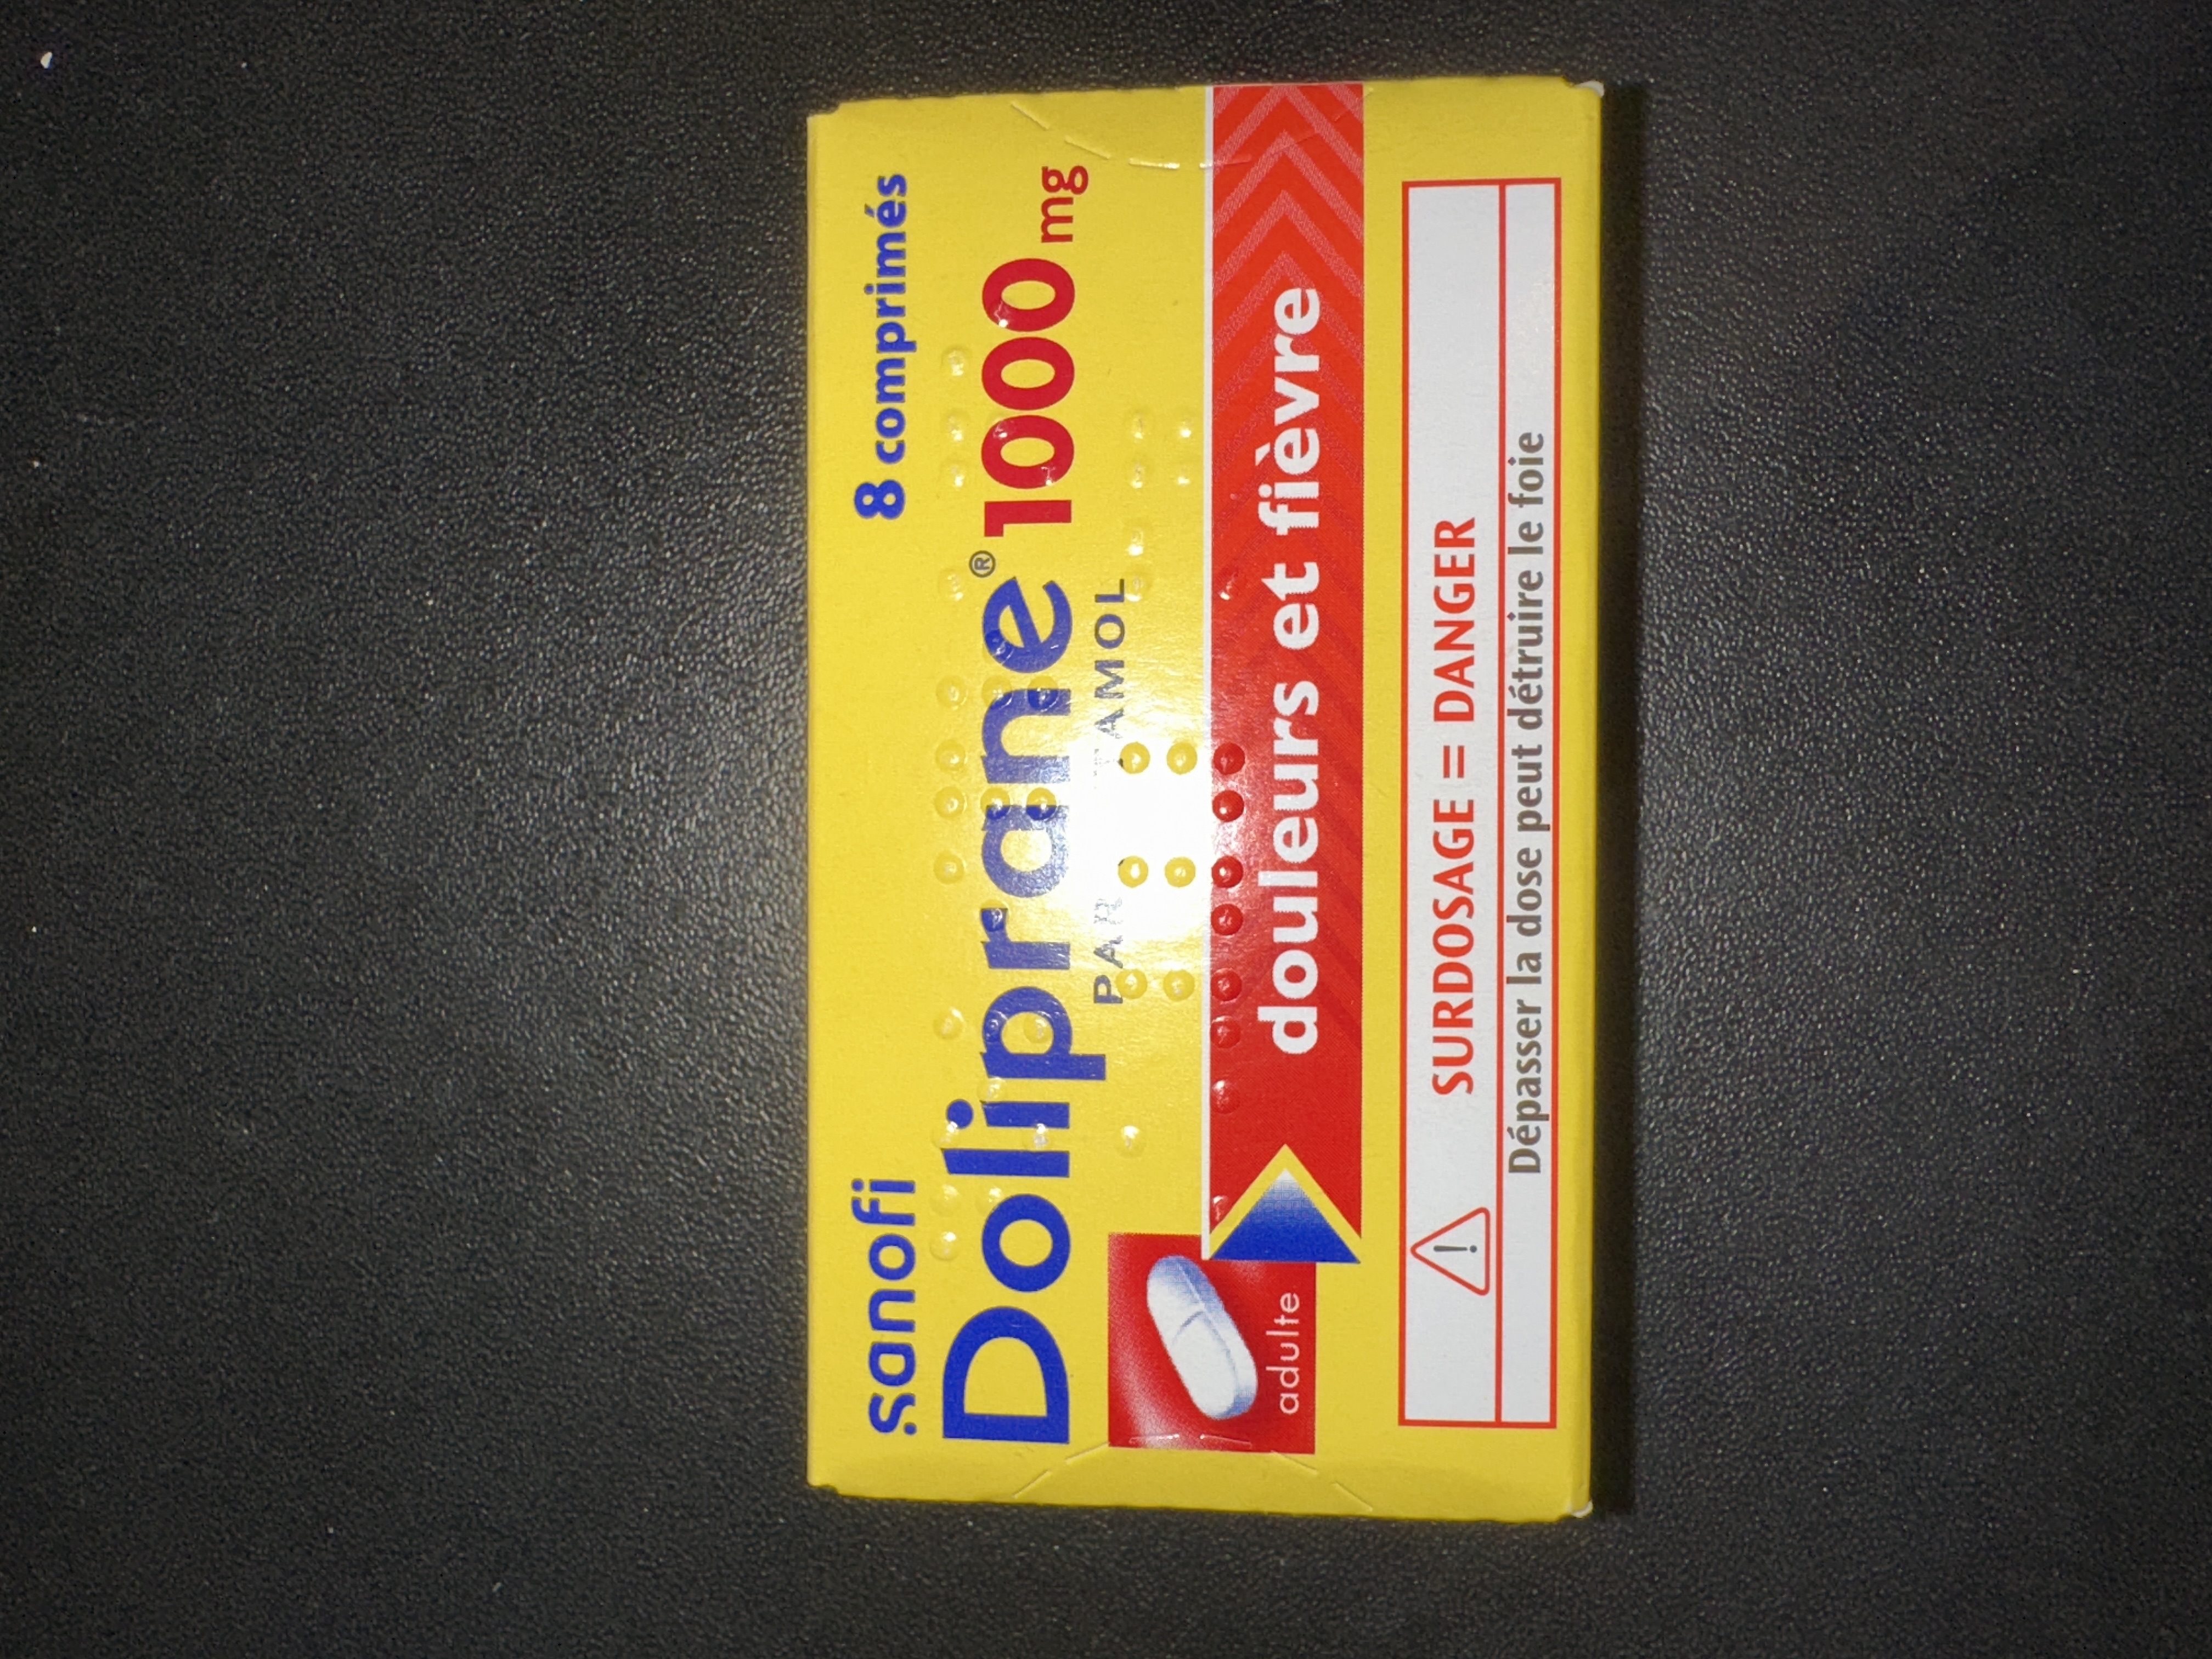 sanofi
8 comprimés
Doliprane® 1000 mg
PARACÉTAMOL
douleurs et fièvre
adulte
SURDOSAGE = DANGER
Dépasser la dose peut détruire le foie